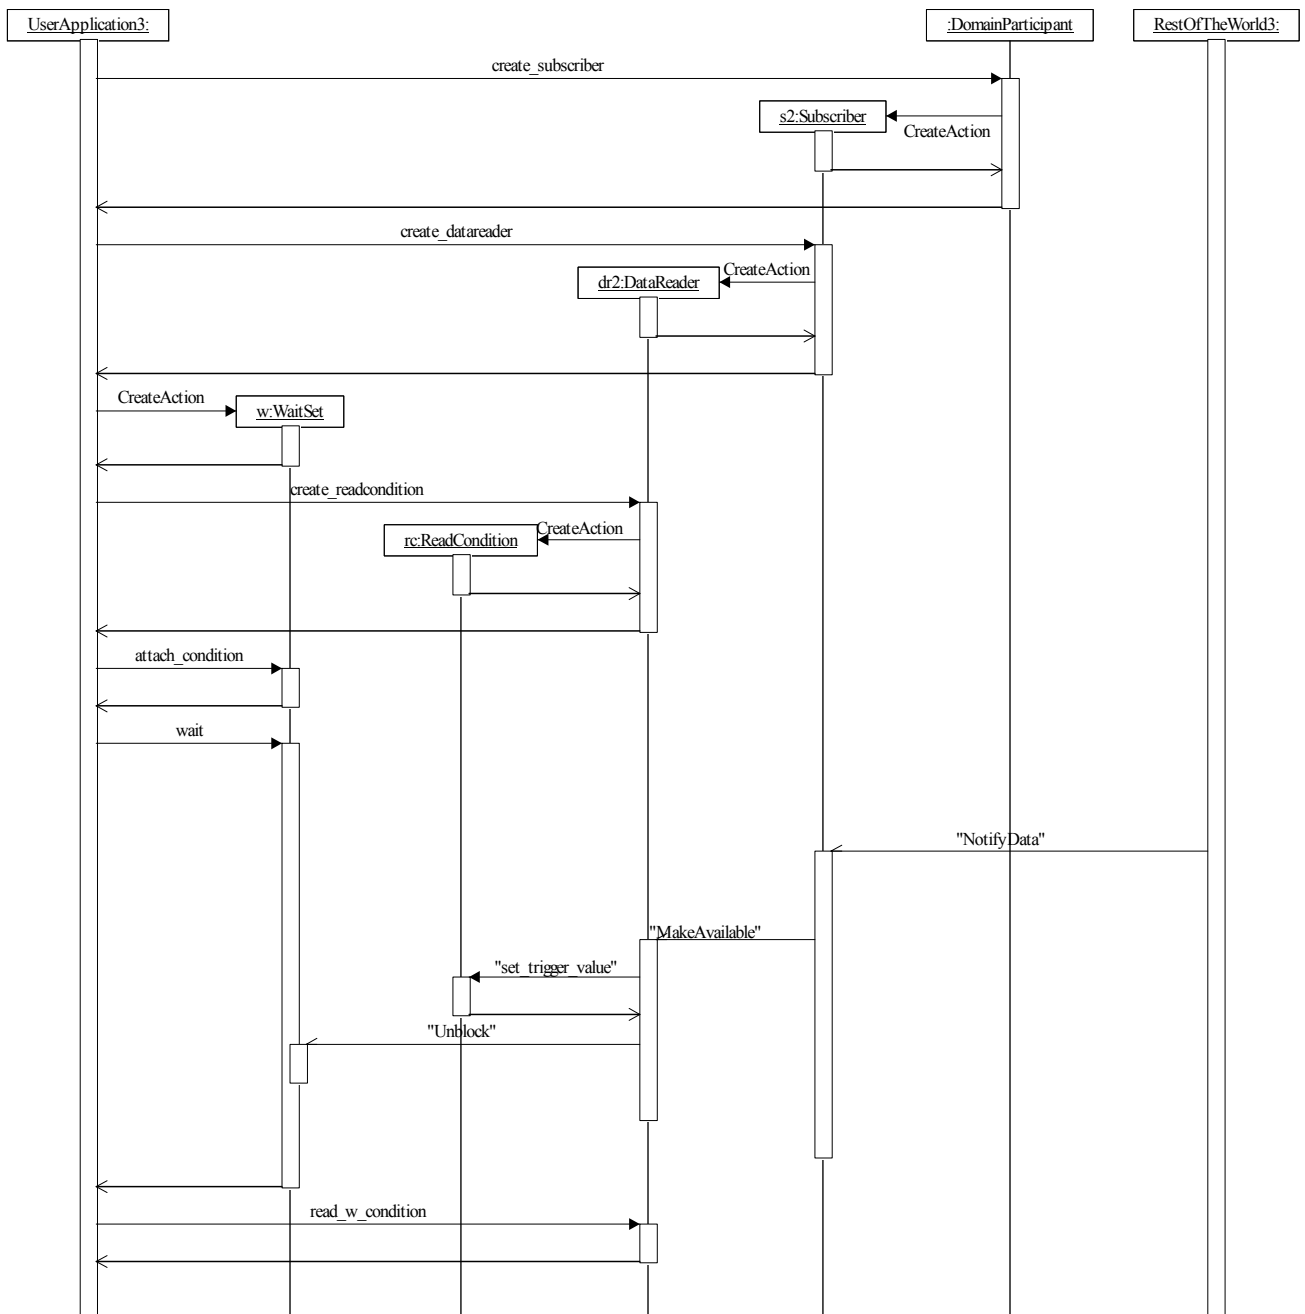 UserApplication3:
:DomainParticipant
RestOfTheWorld3:
create_subscriber
s2:Subscriber
CreateAction
create_datareader
CreateAction
dr2:DataReader
CreateAction
w:WaitSet
create_readcondition
CreateAction
rc:ReadCondition
attach_condition
wait
"NotifyData"
"MakeAvailable"
"set_trigger_value"
"Unblock"
read_w_condition